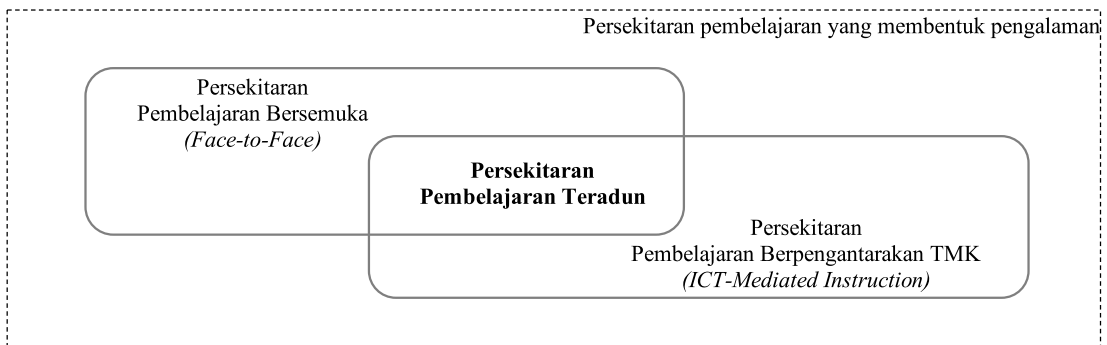 Persekitaran pembelajaran yang membentuk pengalaman
Persekitaran
Pembelajaran Bersemuka
(Face-to-Face)
Persekitaran
Pembelajaran Teradun
Persekitaran
Pembelajaran Berpengantarakan TMK
(ICT-Mediated Instruction)